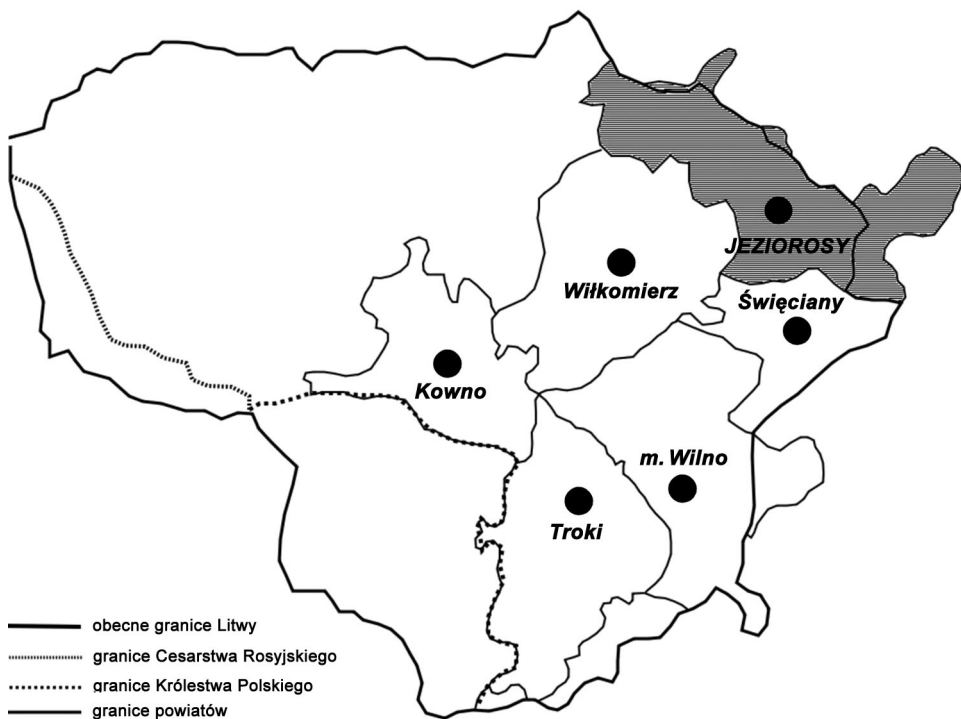 JEZIOROSY
Wiłkomierz
Święciany
Kowno
m. Wilno
Troki
obecne granice Litwy
granice Cesarstwa Rosyjskiego
granice Królestwa Polskiego
granice powiatów